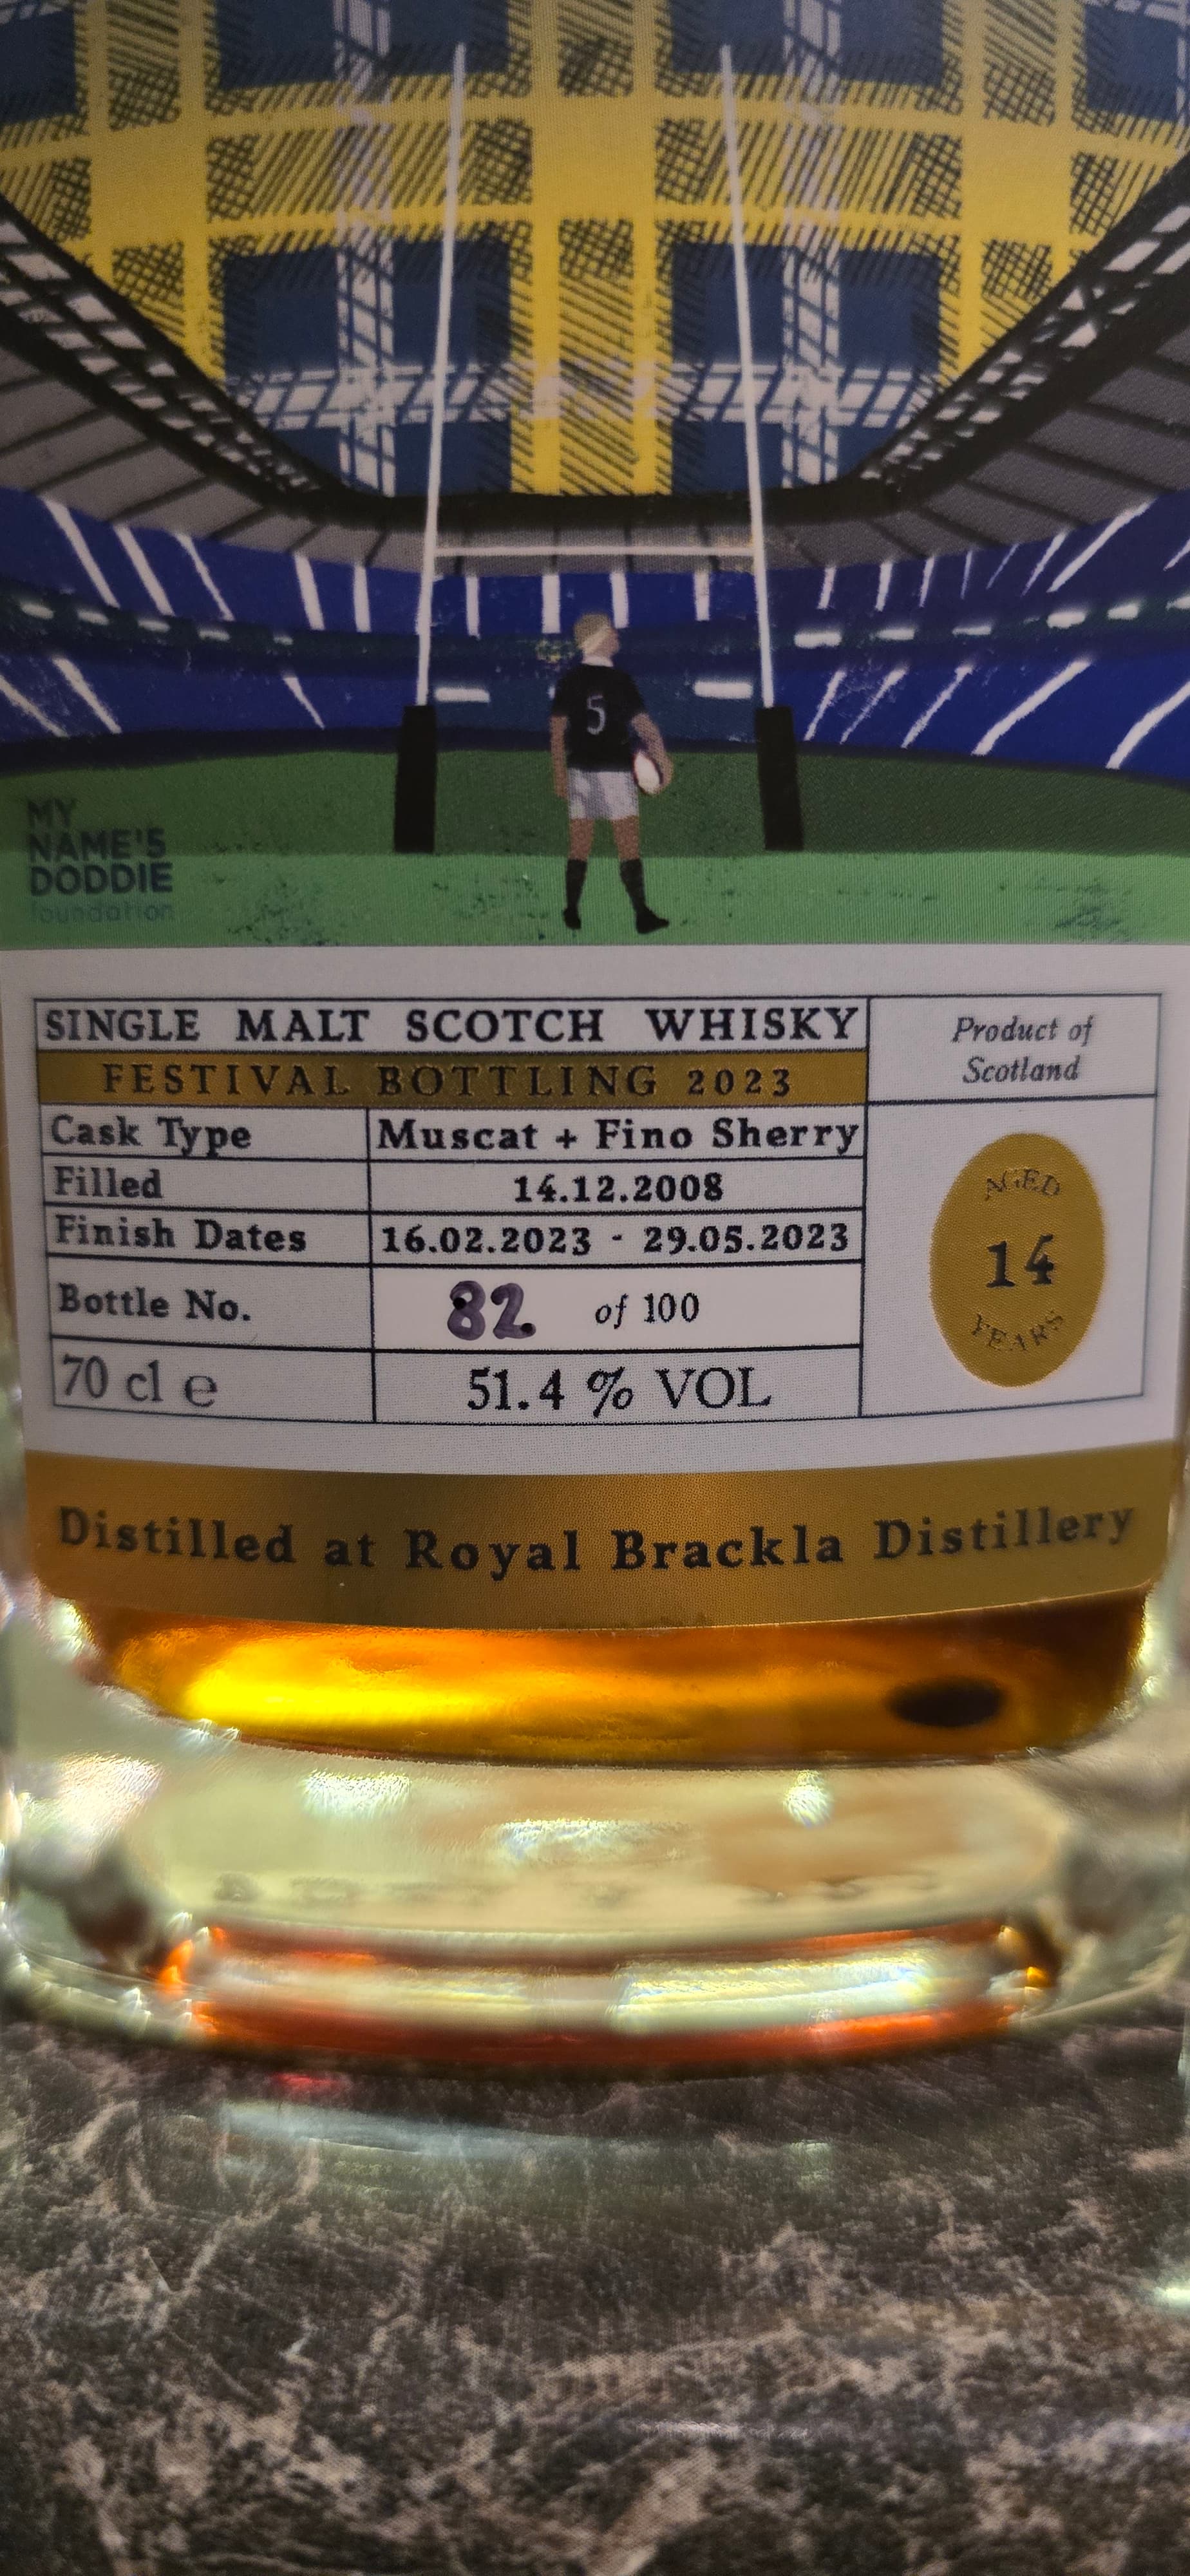 5
MY
NAME'S
DODDIE
foundation
SINGLE MALT SCOTCH WHISKY
FESTIVAL BOTTLING 2023
Product of
Scotland
Cask Type Muscat + Fino Sherry
Filled 14.12.2008
Finish Dates 16.02.2023 - 29.05.2023
Bottle No. 82 of 100
70 cl e 51.4 % VOL
AGED
14
YEARS
Distilled at Royal Brackla Distillery